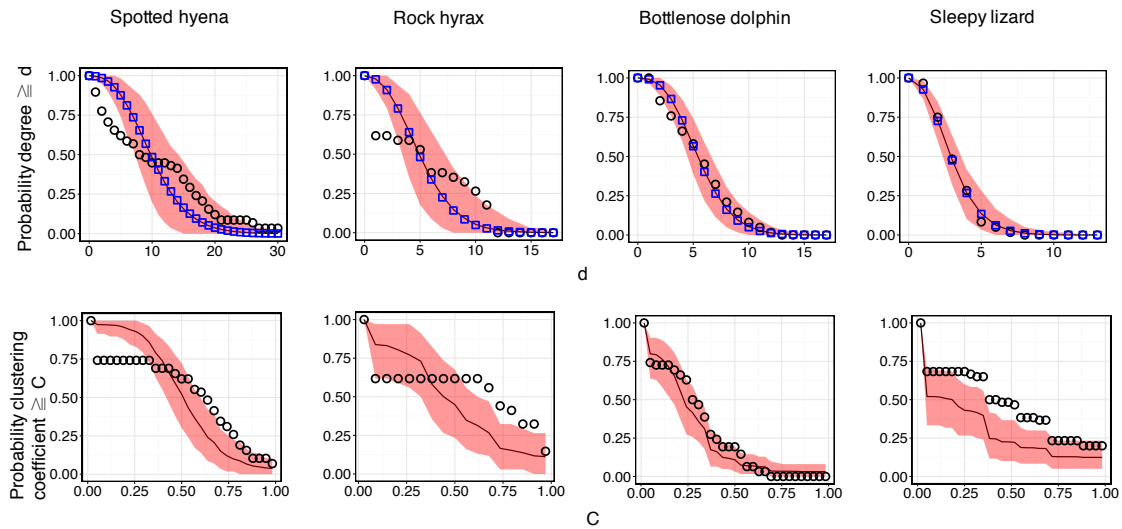 Spotted hyena Rock hyrax Bottlenose dolphin Sleepy lizard
Probability degree ≧ d
1.00 1.00 1.00 1.00
0.75 0.75 0.75 0.75
0.50 0.50 0.50 0.50
0.25 0.25 0.25 0.25
0.00 0.00 0.00 0.00
0 10 20 30 0 5 10 15 0 5 10 15 0 5 10
d
Probability clustering
coefficient ≧ C
1.00 1.00 1.00 1.00
0.75 0.75 0.75 0.75
0.50 0.50 0.50 0.50
0.25 0.25 0.25 0.25
0.00 0.00 0.00 0.00
0.00 0.25 0.50 0.75 1.00 0.00 0.25 0.50 0.75 1.00 0.00 0.25 0.50 0.75 1.00 0.00 0.25 0.50 0.75 1.00
C